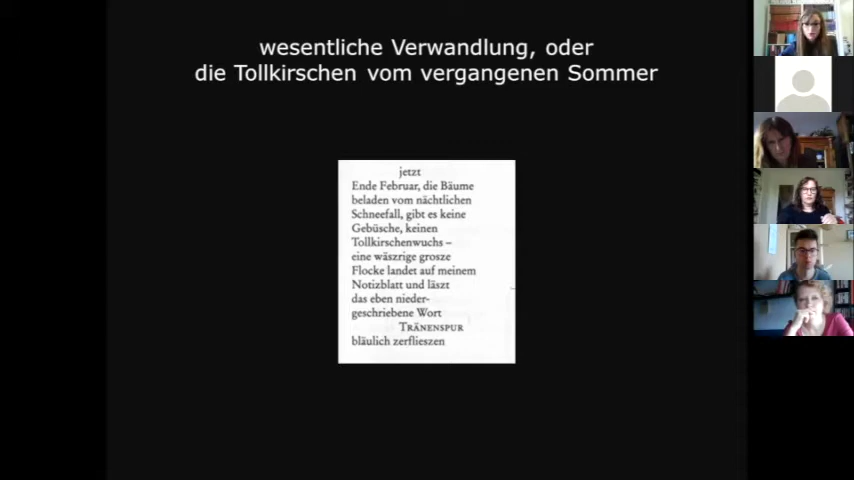 wesentliche Verwandlung, oder
die Tollkirschen vom vergangenen Sommer
jetzt
Ende Februar, die Bäume
beladen vom nächtlichen
Schneefall, gibt es keine
Gebüsche, keinen
Tollkirschenwuchs –
eine wäszrige grosze
Flocke landet auf meinem
Notizblatt und läszt
das eben nieder-
geschriebene Wort
TRÄNENSPUR
bläulich zerflieszen